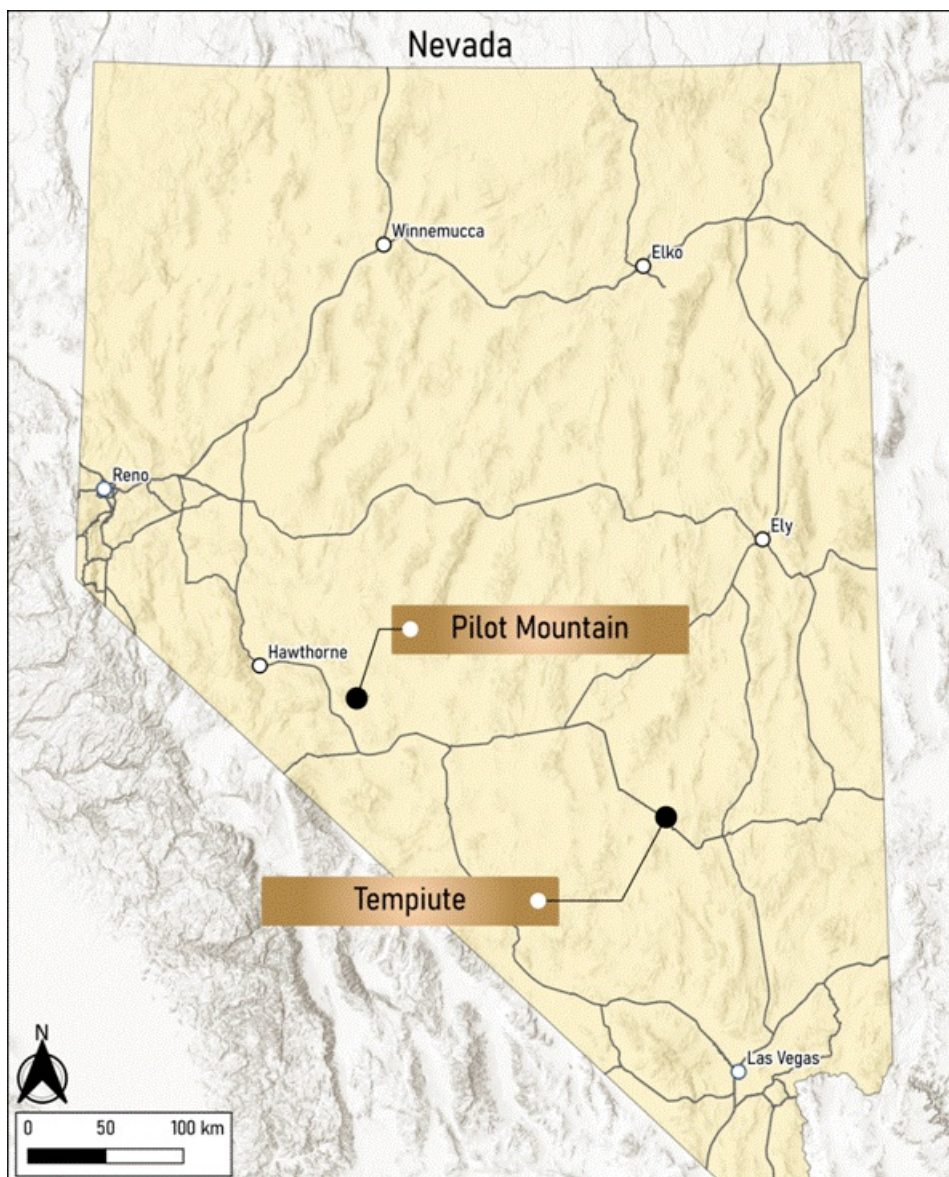 Nevada
Winnemucca
Elko
Reno
Ely
Pilot Mountain
Hawthorne
Tempiute
N
Las Vegas
0 50 100 km